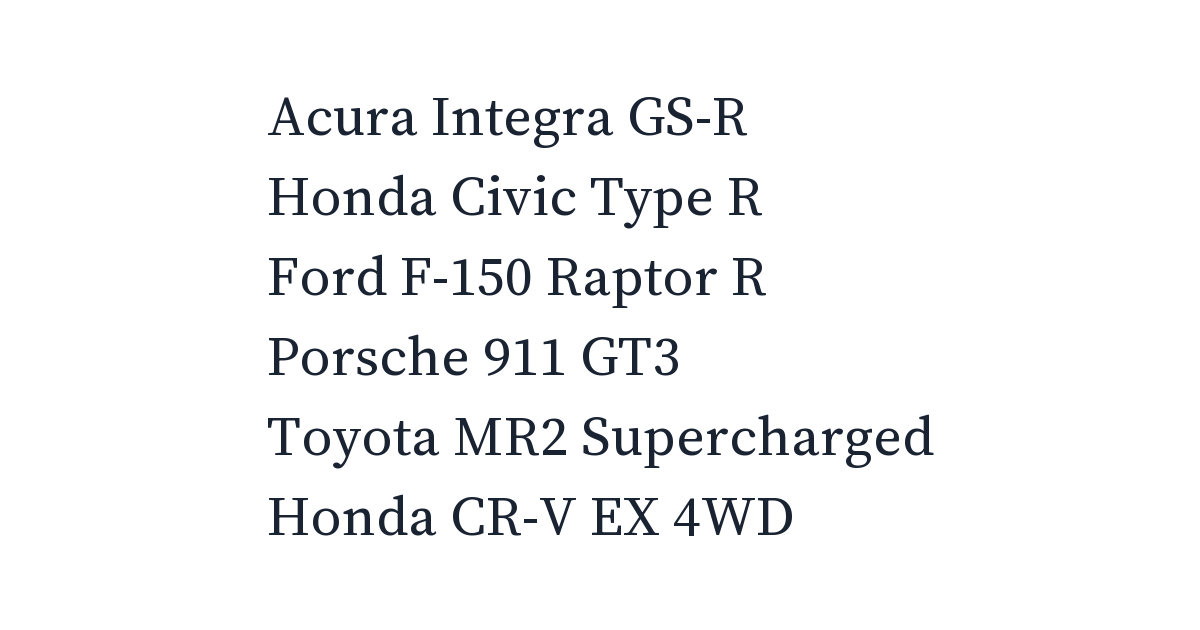 Acura Integra GS-R
Honda Civic Type R
Ford F-150 Raptor R
Porsche 911 GT3
Toyota MR2 Supercharged
Honda CR-V EX 4WD